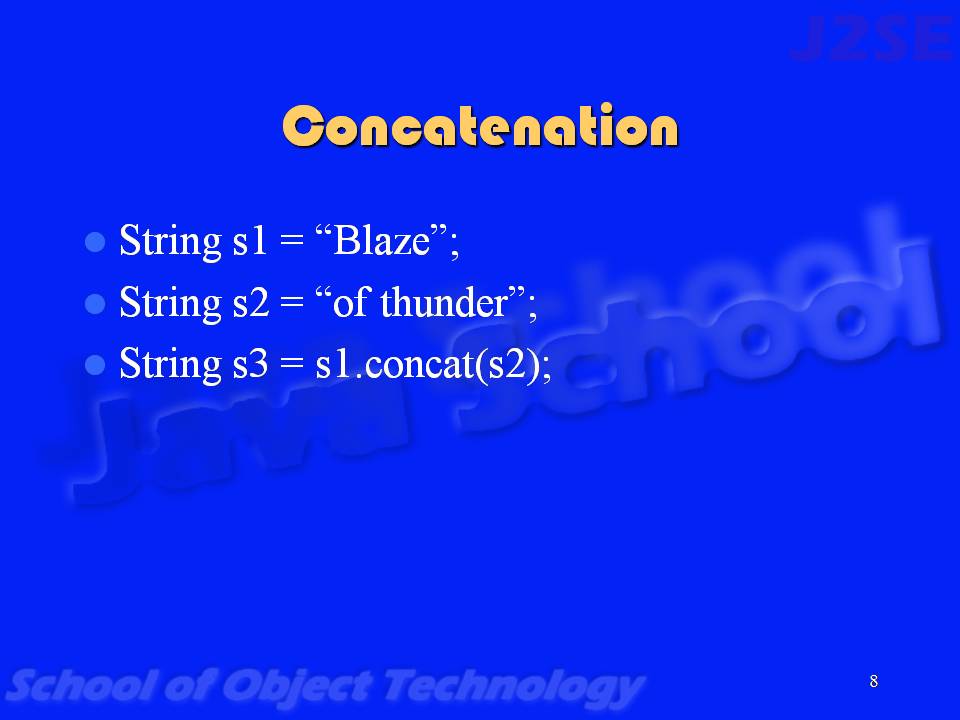 J2SE
Concatenation
String s1 = “Blaze”;
String s2 = “of thunder”;
String s3 = s1.concat(s2);
Java School
School of Object Technology
8